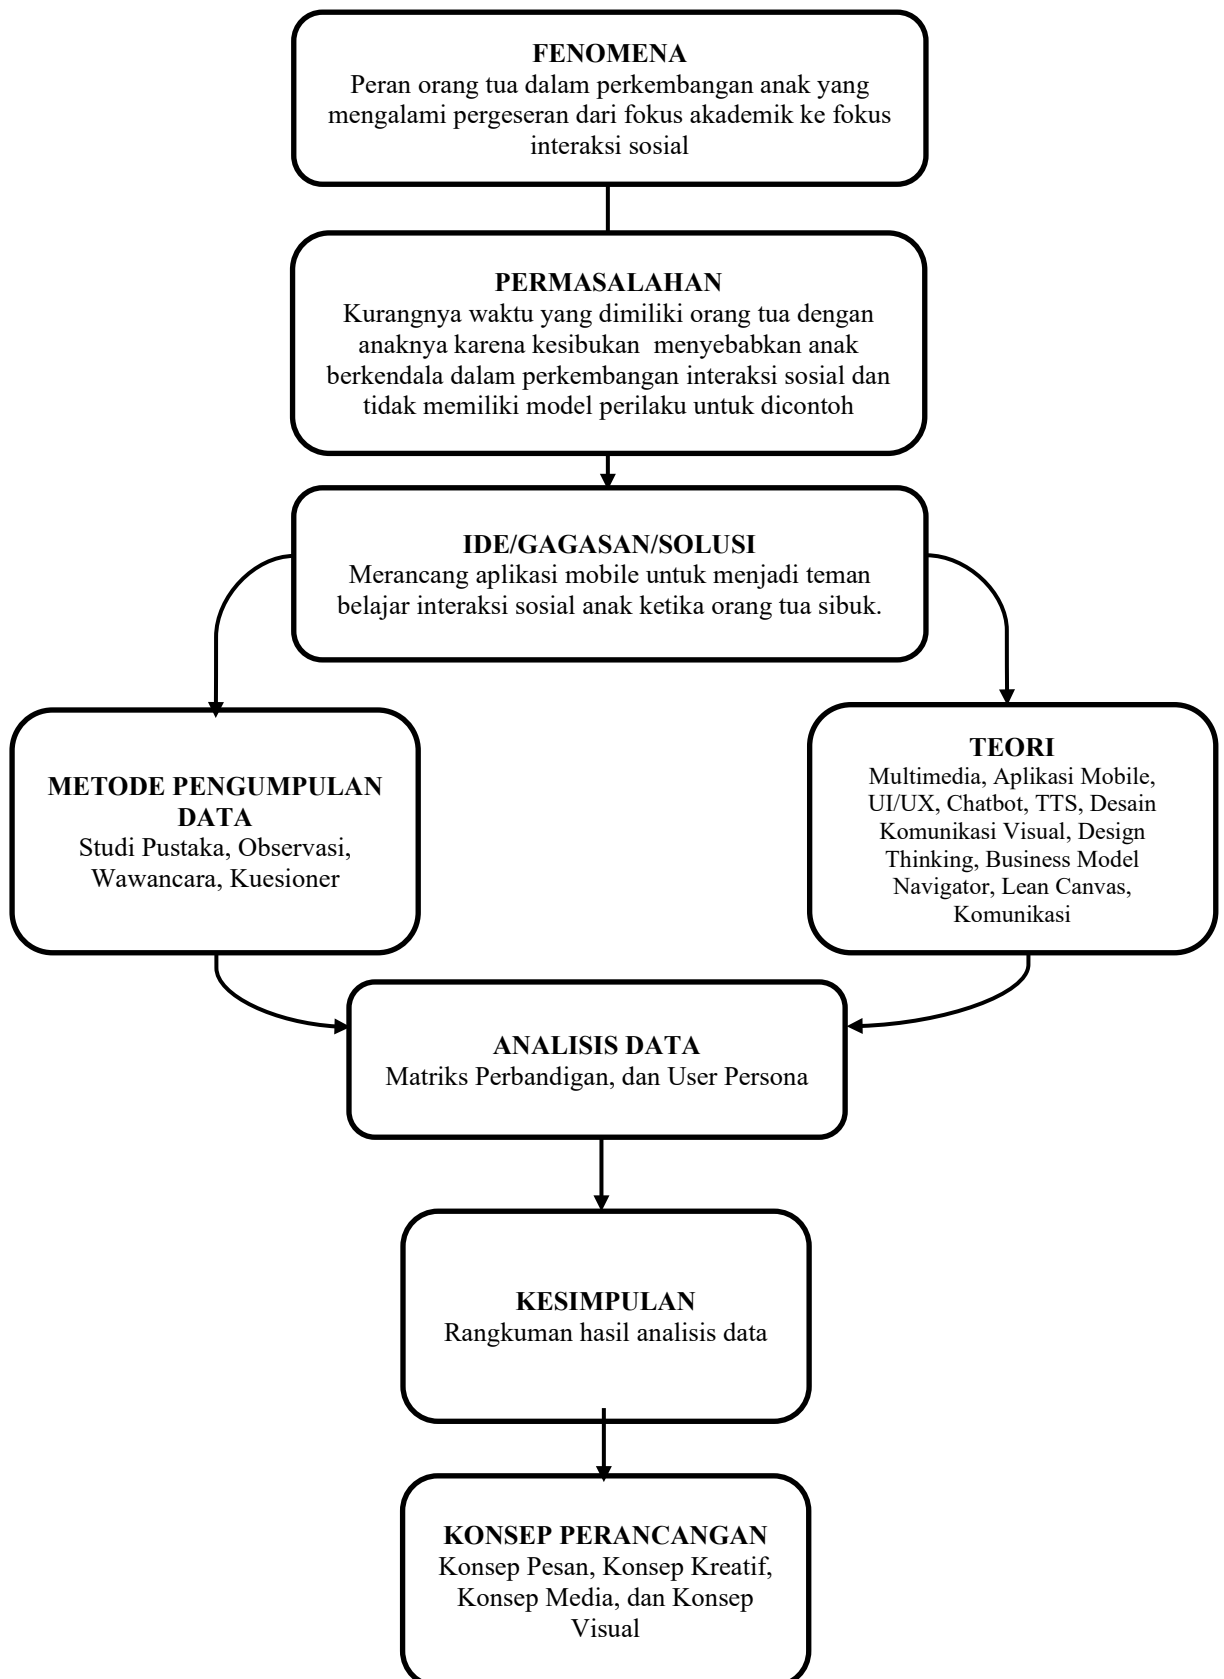 FENOMENA
Peran orang tua dalam perkembangan anak yang
mengalami pergeseran dari fokus akademik ke fokus
interaksi sosial
PERMASALAHAN
Kurangnya waktu yang dimiliki orang tua dengan
anaknya karena kesibukan  menyebabkan anak
berkendala dalam perkembangan interaksi sosial dan
tidak memiliki model perilaku untuk dicontoh
IDE/GAGASAN/SOLUSI
Merancang aplikasi mobile untuk menjadi teman
belajar interaksi sosial anak ketika orang tua sibuk.
METODE PENGUMPULAN
DATA
Studi Pustaka, Observasi,
Wawancara, Kuesioner
TEORI
Multimedia, Aplikasi Mobile,
UI/UX, Chatbot, TTS, Desain
Komunikasi Visual, Design
Thinking, Business Model
Navigator, Lean Canvas,
Komunikasi
ANALISIS DATA
Matriks Perbandigan, dan User Persona
KESIMPULAN
Rangkuman hasil analisis data
KONSEP PERANCANGAN
Konsep Pesan, Konsep Kreatif,
Konsep Media, dan Konsep
Visual